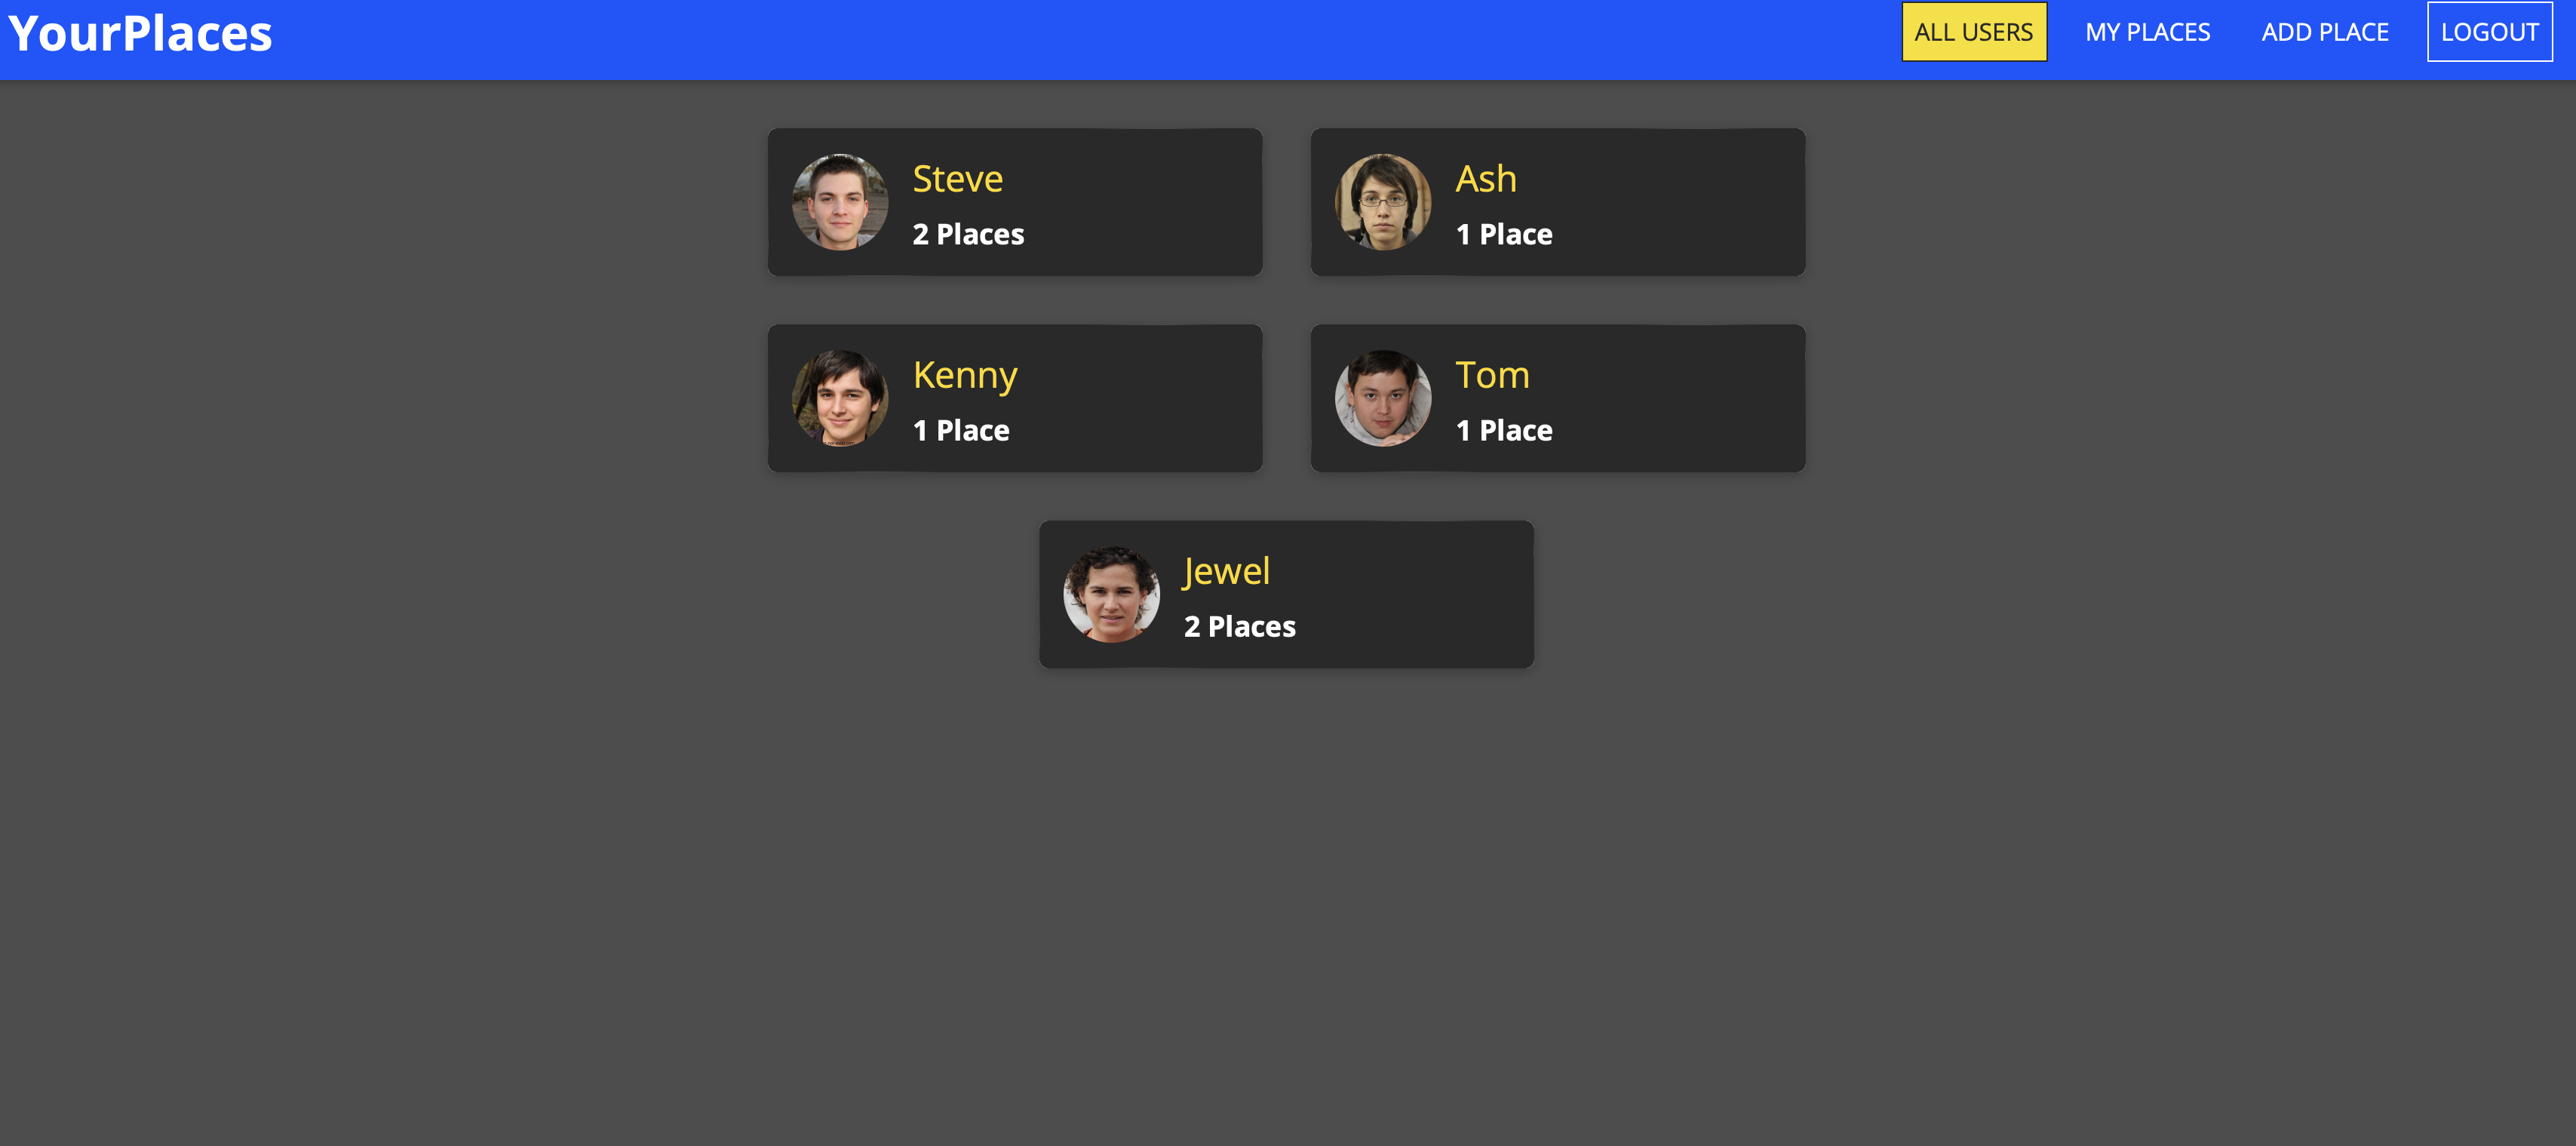 YourPlaces
ALL USERS
MY PLACES
ADD PLACE
LOGOUT
Steve
2 Places
Ash
1 Place
Kenny
1 Place
Tom
1 Place
Jewel
2 Places